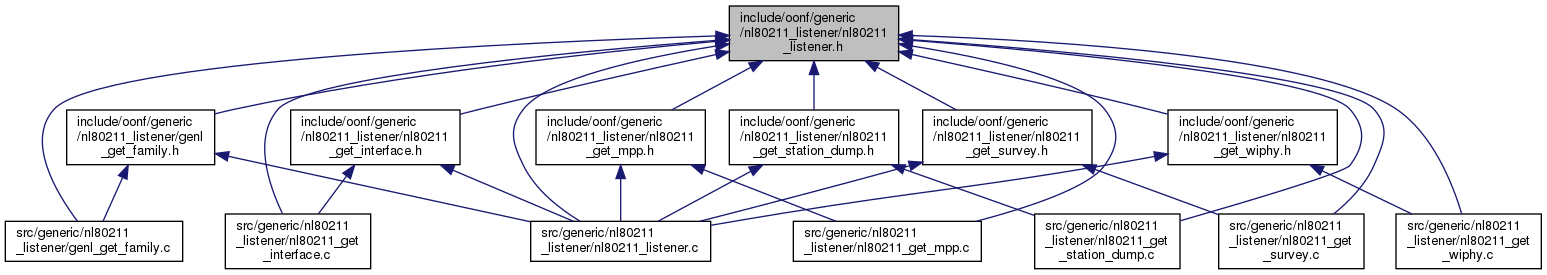 include/oonf/generic
/nl80211_listener/nl80211
_listener.h
include/oonf/generic
/nl80211_listener/genl
_get_family.h
include/oonf/generic
/nl80211_listener/nl80211
_get_interface.h
include/oonf/generic
/nl80211_listener/nl80211
_get_mpp.h
include/oonf/generic
/nl80211_listener/nl80211
_get_station_dump.h
include/oonf/generic
/nl80211_listener/nl80211
_get_survey.h
include/oonf/generic
/nl80211_listener/nl80211
_get_wiphy.h
src/generic/nl80211
_listener/genl_get_family.c
src/generic/nl80211
_listener/nl80211_get
_interface.c
src/generic/nl80211
_listener/nl80211_listener.c
src/generic/nl80211
_listener/nl80211_get_mpp.c
src/generic/nl80211
_listener/nl80211_get
_station_dump.c
src/generic/nl80211
_listener/nl80211_get
_survey.c
src/generic/nl80211
_listener/nl80211_get
_wiphy.c